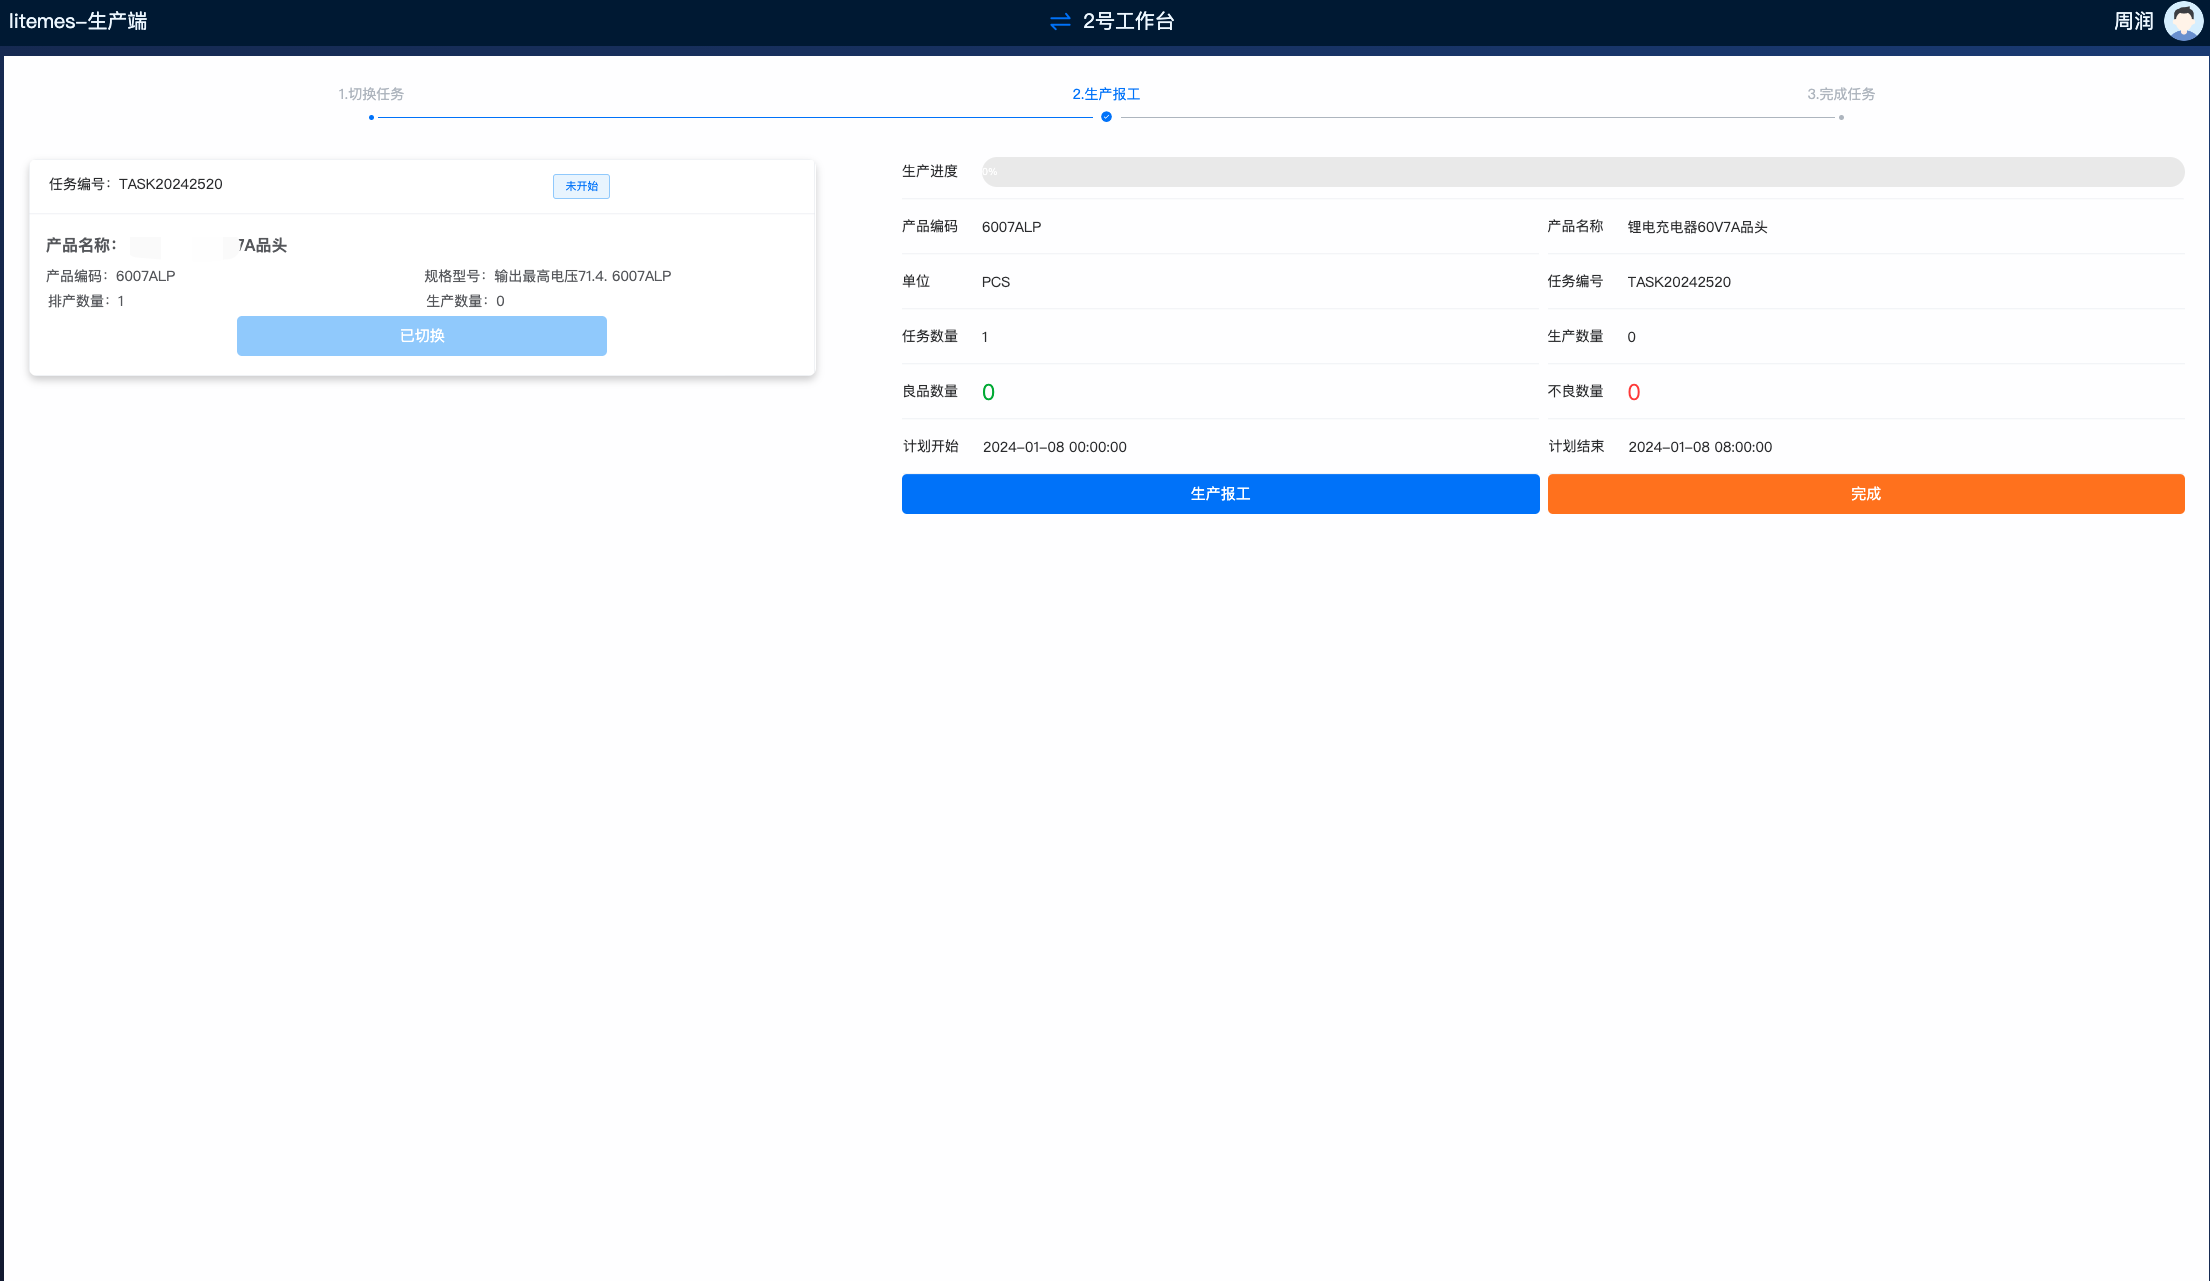 litemes-生产端
2号工作台
周润
1.切换任务
2.生产报工
3.完成任务
任务编号：TASK20242520
未开始
产品名称：
7A品头
产品编码：6007ALP
规格型号：输出最高电压71.4. 6007ALP
排产数量：1
生产数量：0
已切换
生产进度
0%
产品编码 6007ALP
产品名称 锂电充电器60V7A品头
单位 PCS
任务编号 TASK20242520
任务数量 1
生产数量 0
良品数量 0
不良数量 0
计划开始 2024-01-08 00:00:00
计划结束 2024-01-08 08:00:00
生产报工
完成